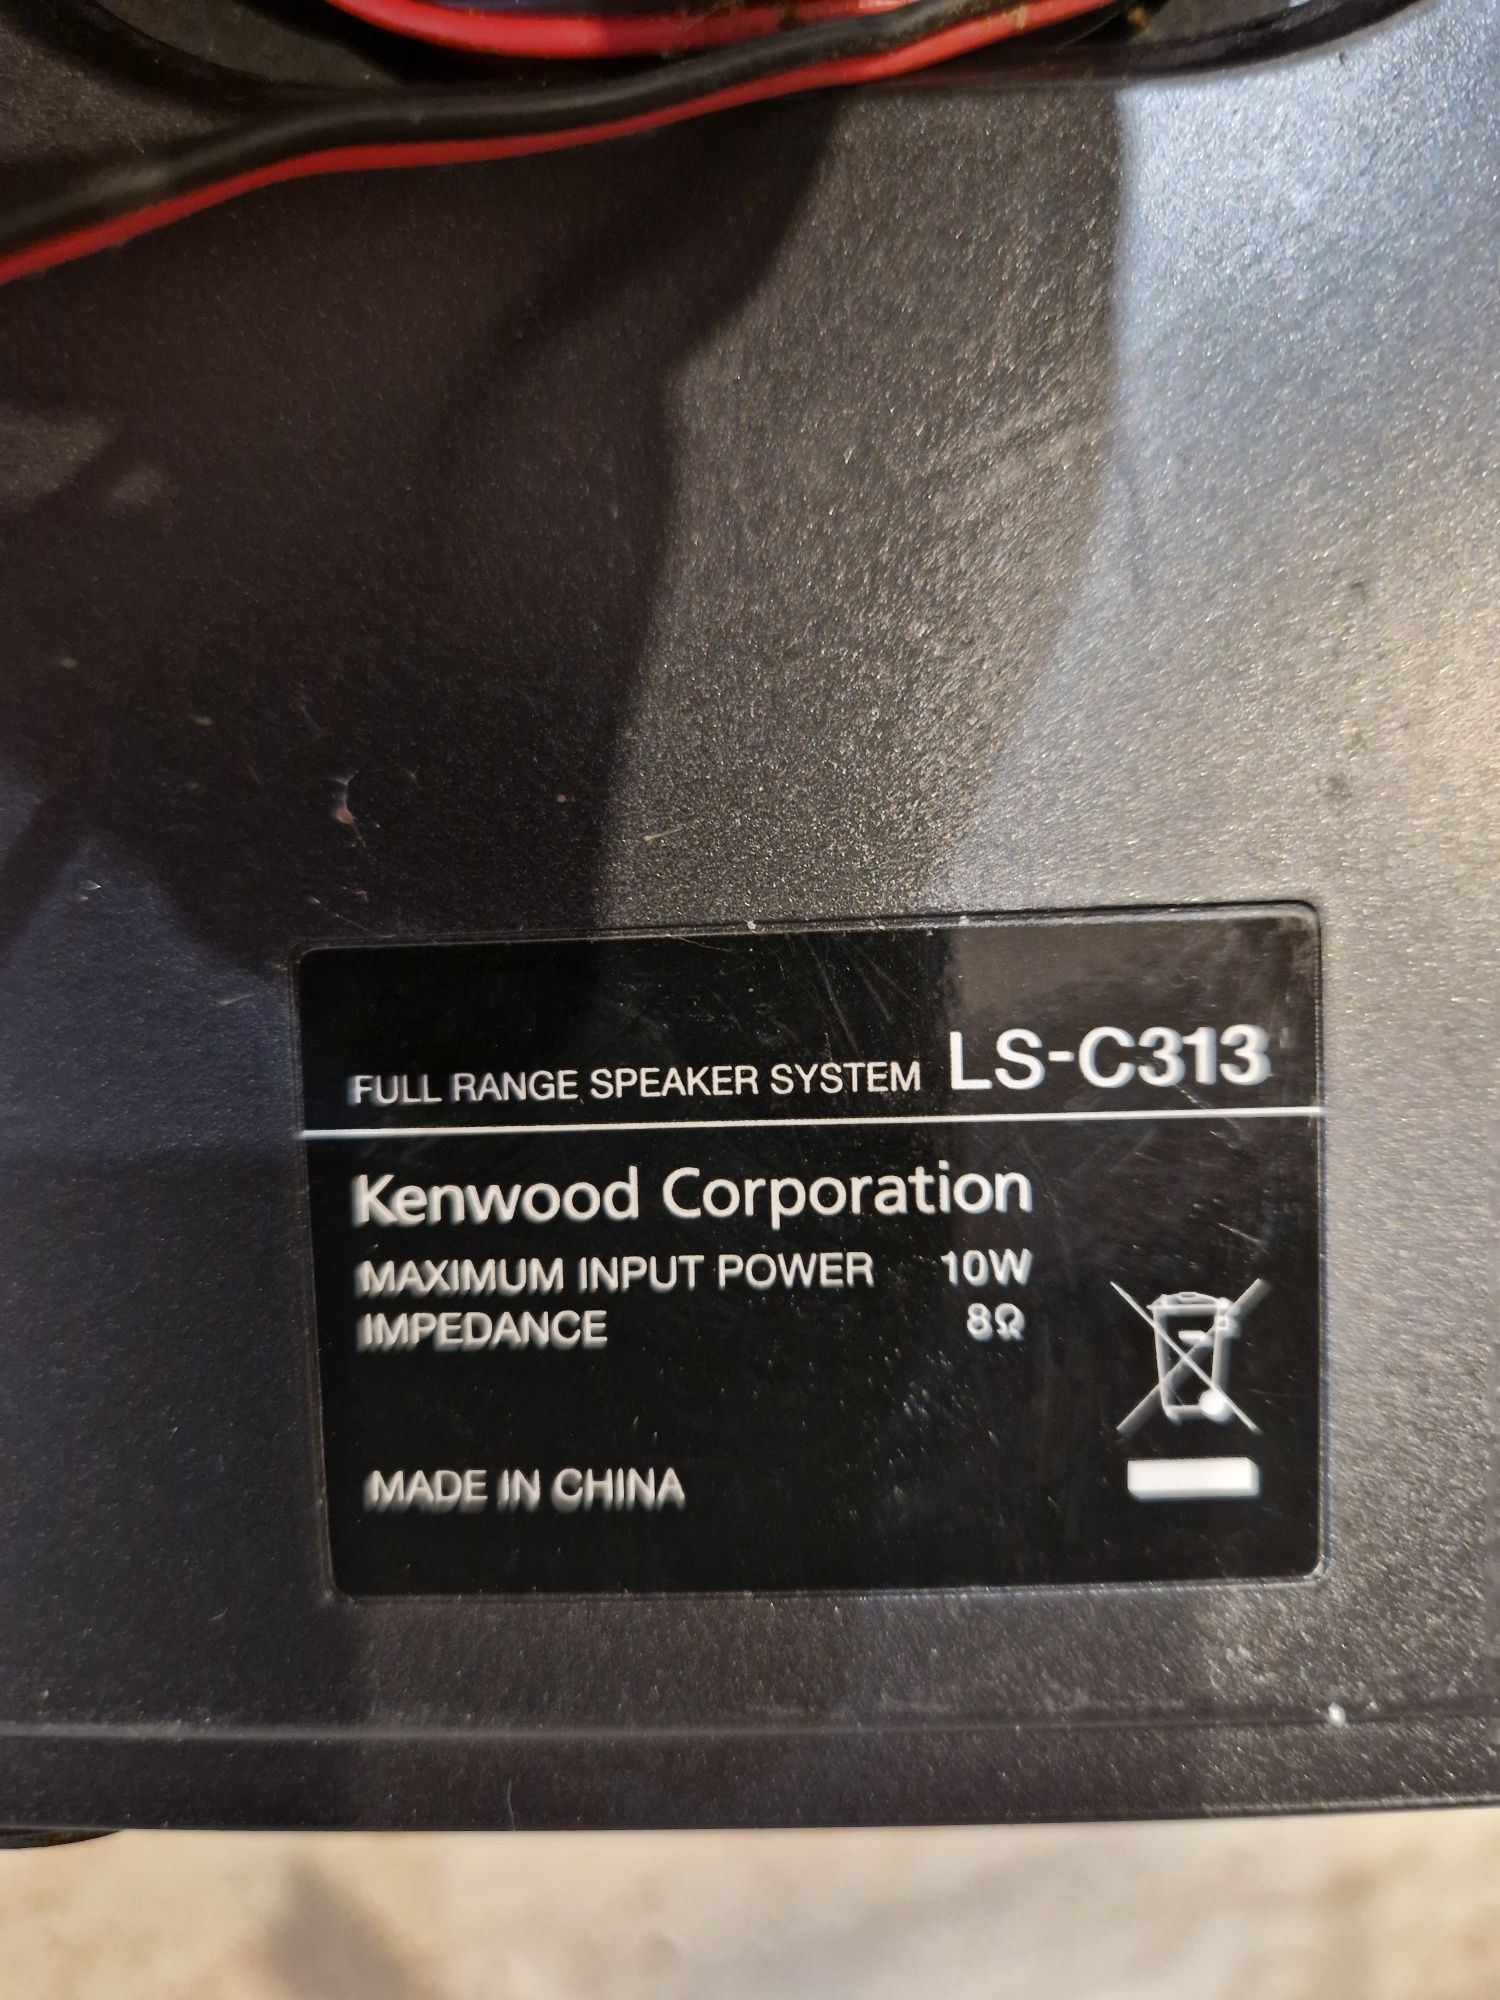 FULL RANGE SPEAKER SYSTEM LS-C313
Kenwood Corporation
MAXIMUM INPUT POWER 10W
IMPEDANCE 8Ω
MADE IN CHINA